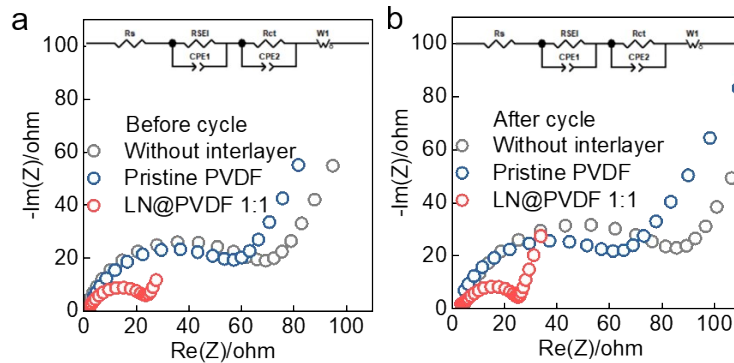 a
Rs RSEI Rct W1
CPE1 CPE2
100
80
60
40
20
0
Before cycle
Without interlayer
Pristine PVDF
LN@PVDF 1:1
-Im(Z)/ohm
0 20 40 60 80 100
Re(Z)/ohm
b
Rs RSEI Rct W1
CPE1 CPE2
100
80
60
40
20
0
After cycle
Without interlayer
Pristine PVDF
LN@PVDF 1:1
-Im(Z)/ohm
0 20 40 60 80 100
Re(Z)/ohm